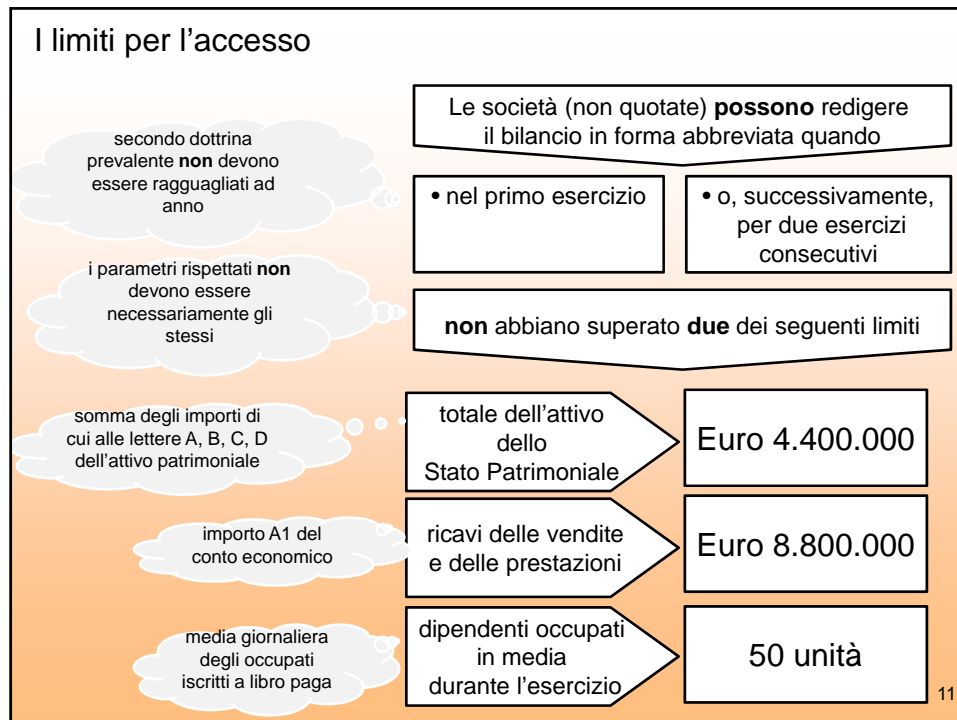 I limiti per l'accesso
Le società (non quotate) possono redigere
il bilancio in forma abbreviata quando
secondo dottrina
prevalente non devono
essere ragguagliati ad
anno
• nel primo esercizio
• o, successivamente,
per due esercizi
consecutivi
i parametri rispettati non
devono essere
necessariamente gli
stessi
non abbiano superato due dei seguenti limiti
somma degli importi di
cui alle lettere A, B, C, D
dell'attivo patrimoniale
totale dell'attivo
dello
Stato Patrimoniale
Euro 4.400.000
importo A1 del
conto economico
ricavi delle vendite
e delle prestazioni
Euro 8.800.000
media giornaliera
degli occupati
iscritti a libro paga
dipendenti occupati
in media
durante l'esercizio
50 unità
11